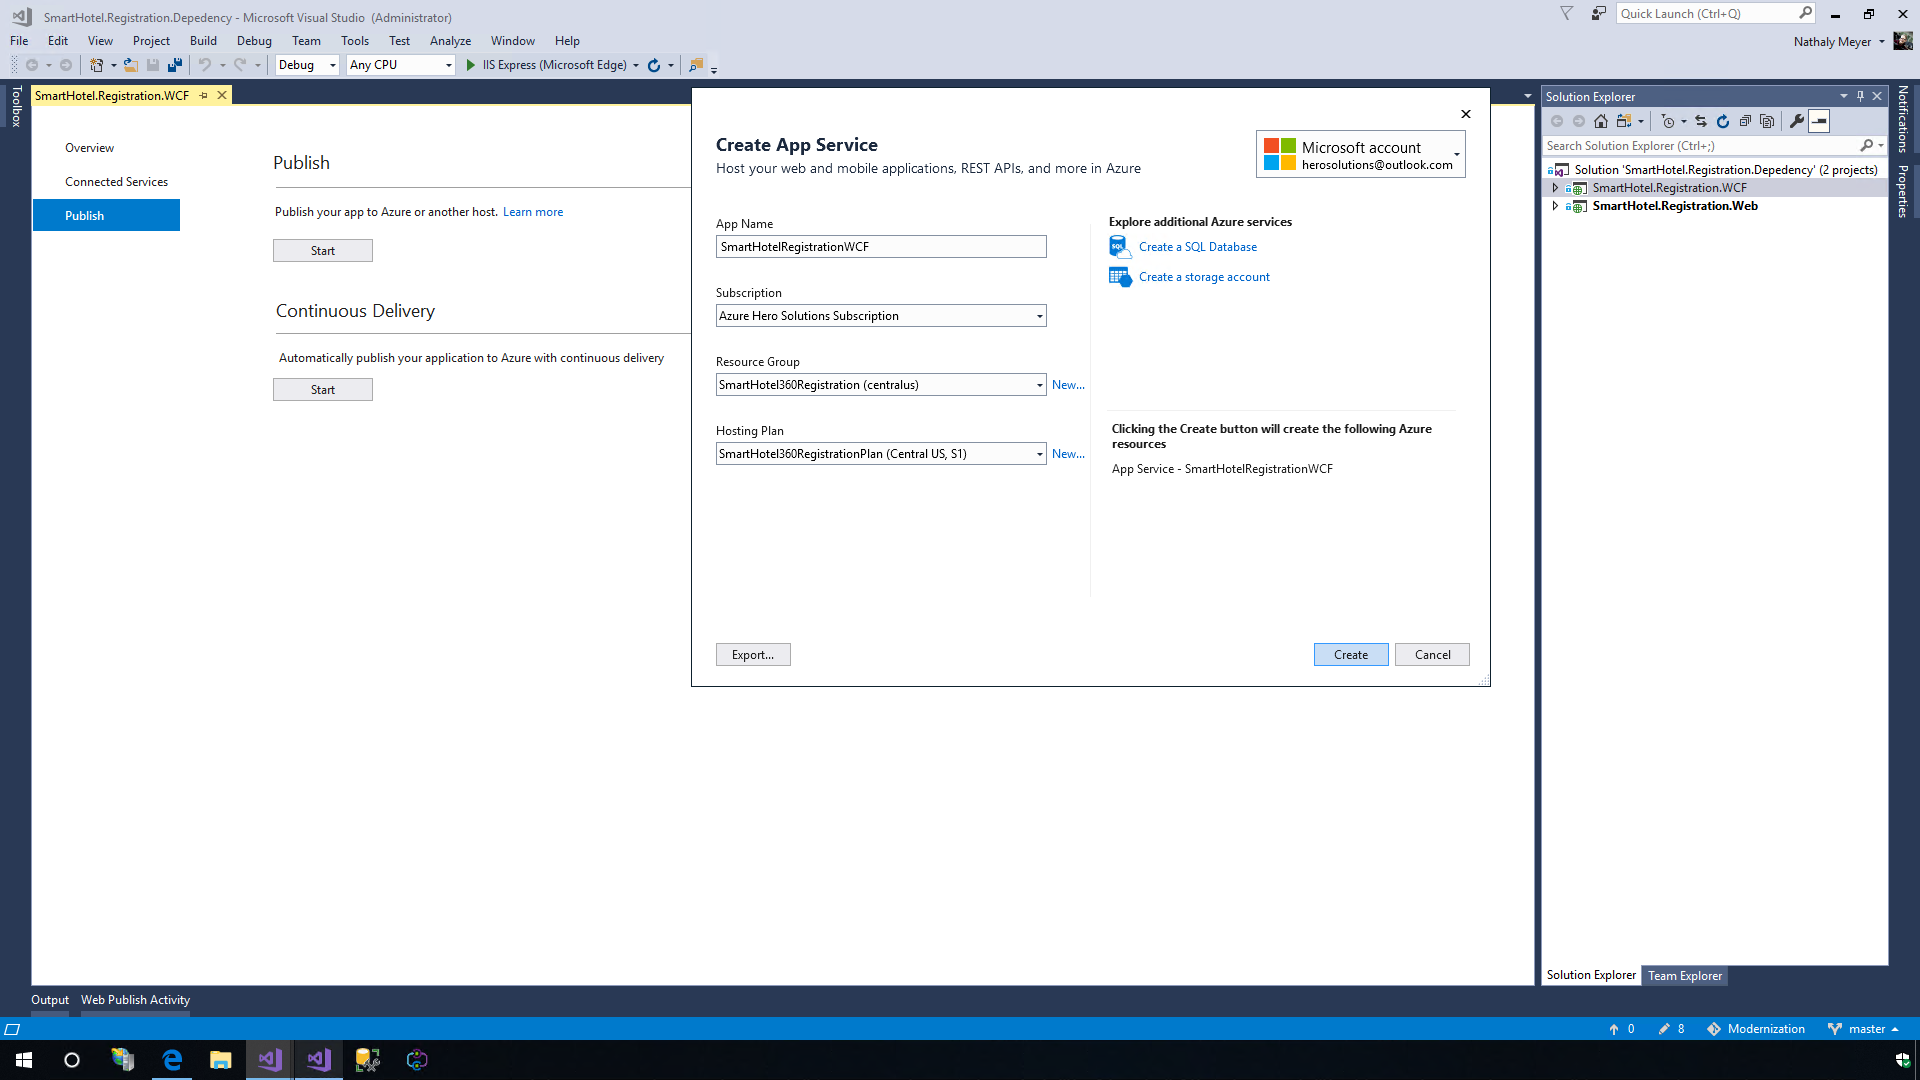 SmartHotel.Registration.Depedency - Microsoft Visual Studio (Administrator)
Quick Launch (Ctrl+Q)
File Edit View Project Build Debug Team Tools Test Analyze Window Help
Nathaly Meyer
Debug
Any CPU
IIS Express (Microsoft Edge)
Toolbox
SmartHotel.Registration.WCF
Overview
Connected Services
Publish
Publish
Publish your app to Azure or another host. Learn more
Start
Continuous Delivery
Automatically publish your application to Azure with continuous delivery
Start
Create App Service
Host your web and mobile applications, REST APIs, and more in Azure
Microsoft account
herosolutions@outlook.com
App Name
SmartHotelRegistrationWCF
Subscription
Azure Hero Solutions Subscription
Resource Group
SmartHotel360Registration (centralus)
New...
Hosting Plan
SmartHotel360RegistrationPlan (Central US, S1)
New...
Explore additional Azure services
SQL
Create a SQL Database
Create a storage account
Clicking the Create button will create the following Azure
resources
App Service - SmartHotelRegistrationWCF
Export...
Create
Cancel
Solution Explorer
Search Solution Explorer (Ctrl+;)
Solution 'SmartHotel.Registration.Depedency' (2 projects)
SmartHotel.Registration.WCF
SmartHotel.Registration.Web
Notifications
Properties
Solution Explorer
Team Explorer
Output
Web Publish Activity
0
8
Modernization
master